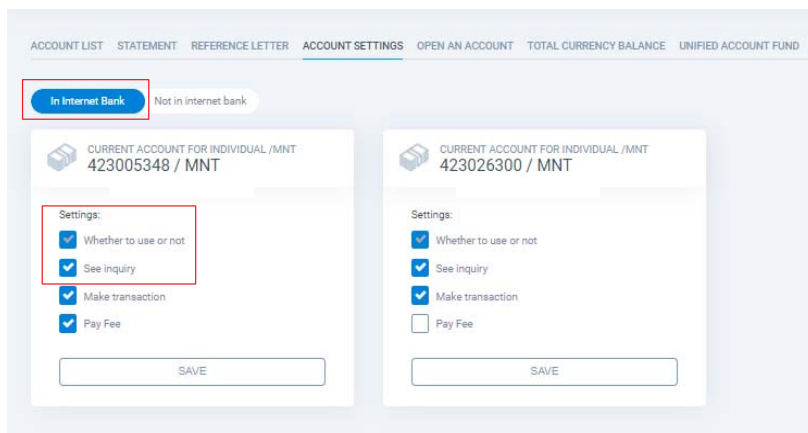 ACCOUNT LIST STATEMENT REFERENCE LETTER ACCOUNT SETTINGS OPEN AN ACCOUNT TOTAL CURRENCY BALANCE UNIFIED ACCOUNT FUND
In Internet Bank Not in internet bank
CURRENT ACCOUNT FOR INDIVIDUAL /MNT
423005348 / MNT
Settings:
Whether to use or not
See inquiry
Make transaction
Pay Fee
SAVE
CURRENT ACCOUNT FOR INDIVIDUAL /MNT
423026300 / MNT
Settings:
Whether to use or not
See inquiry
Make transaction
Pay Fee
SAVE